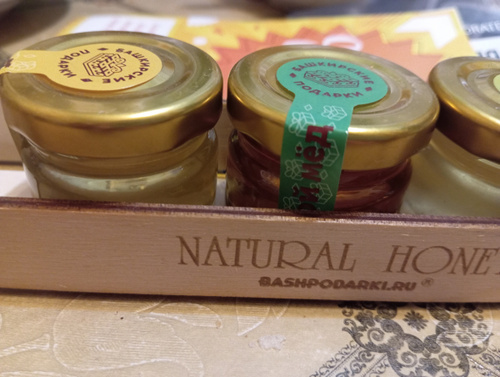 БАШКИРСКИЕ
ПОДАРКИ
БАШКИРСКИЕ
ПОДАРКИ
МЁД
NATURAL HONE
BASHPODARKI.RU®